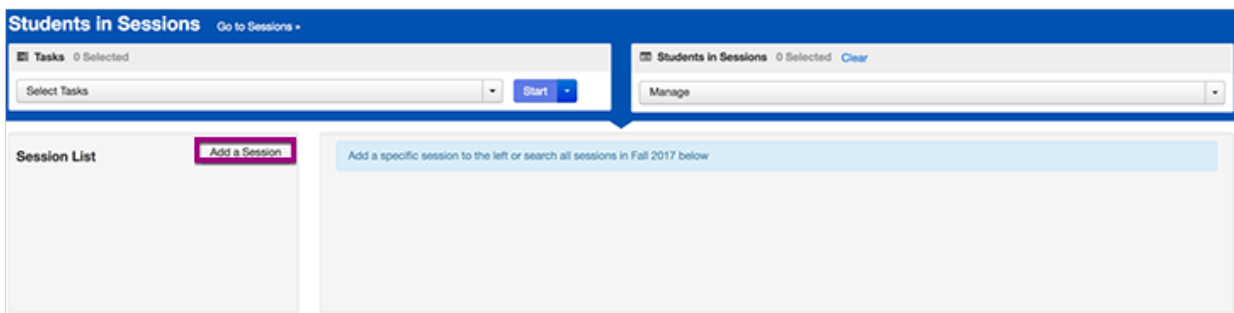 Students in Sessions Go to Sessions »
Tasks 0 Selected
Students in Sessions 0 Selected Clear
Select Tasks
Start
Manage
Session List
Add a Session
Add a specific session to the left or search all sessions in Fall 2017 below